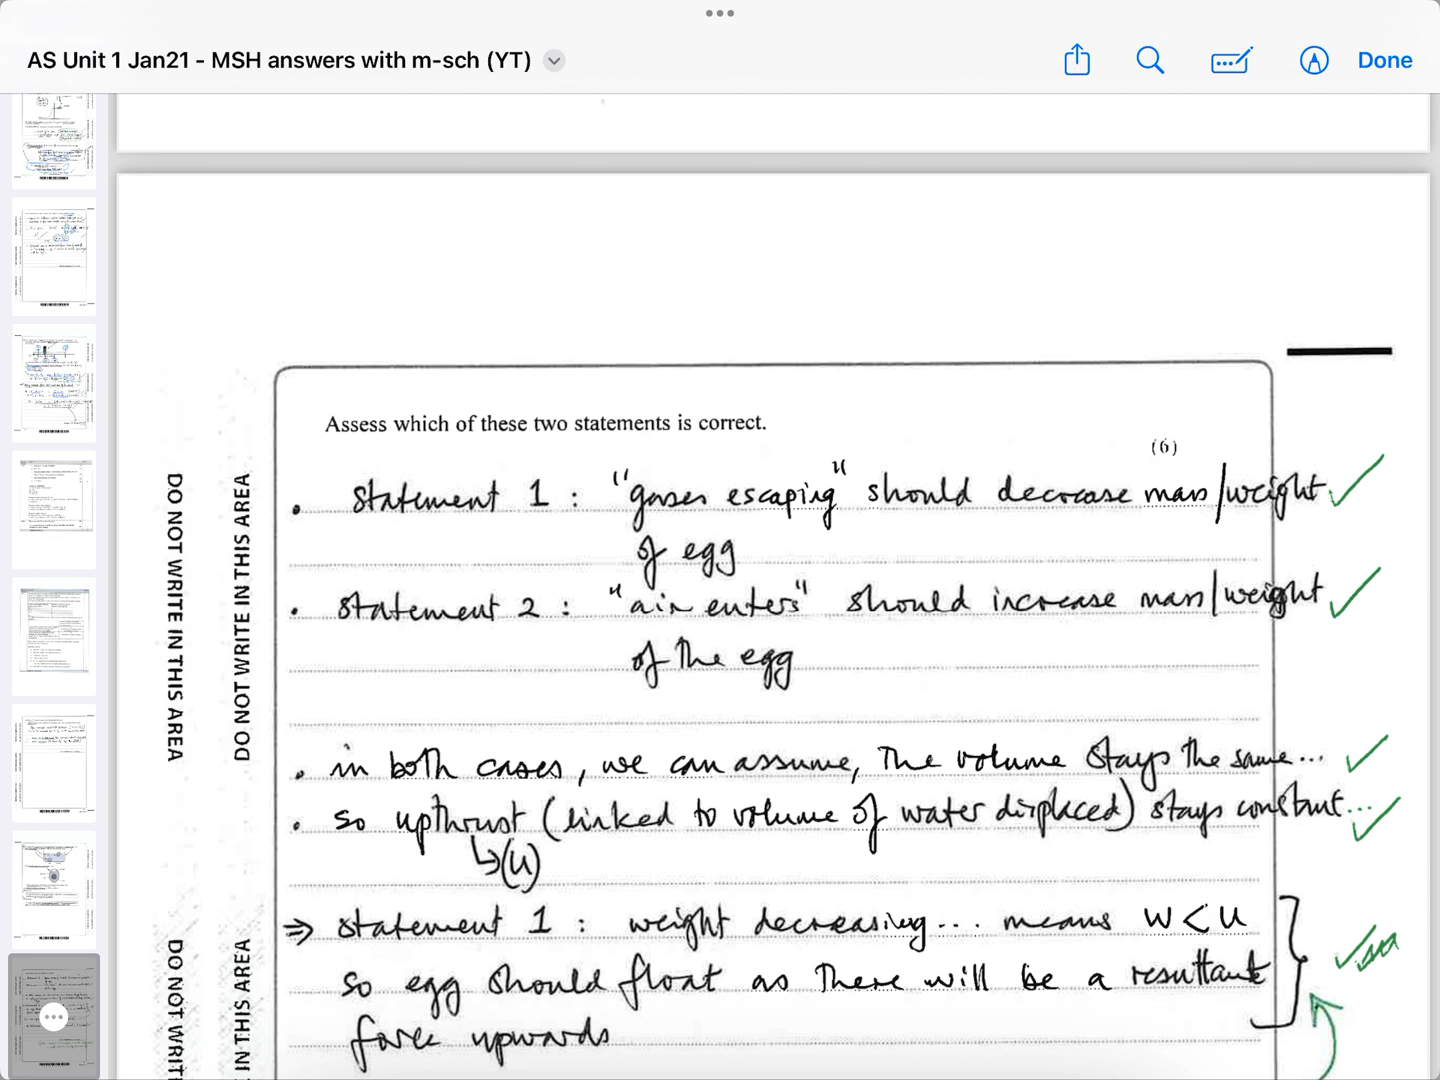 AS Unit 1 Jan21 - MSH answers with m-sch (YT)
Done
Assess which of these two statements is correct.
(6)
• statement 1 : "gases escaping" should decrease mass/weight
of egg
• statement 2 : "air enters" should increase mass/weight
of the egg
• in both cases, we can assume, The volume stays the same...
• so upthrust (linked to volume of water displaced) stays constant...
↳(U)
⇒ statement 1 : weight decreasing... means W < U
so egg should float as there will be a resultant
force upwards
DO NOT WRITE IN THIS AREA
DO NOT WRITE IN THIS AREA
DO NOT WRIT
IN THIS AREA